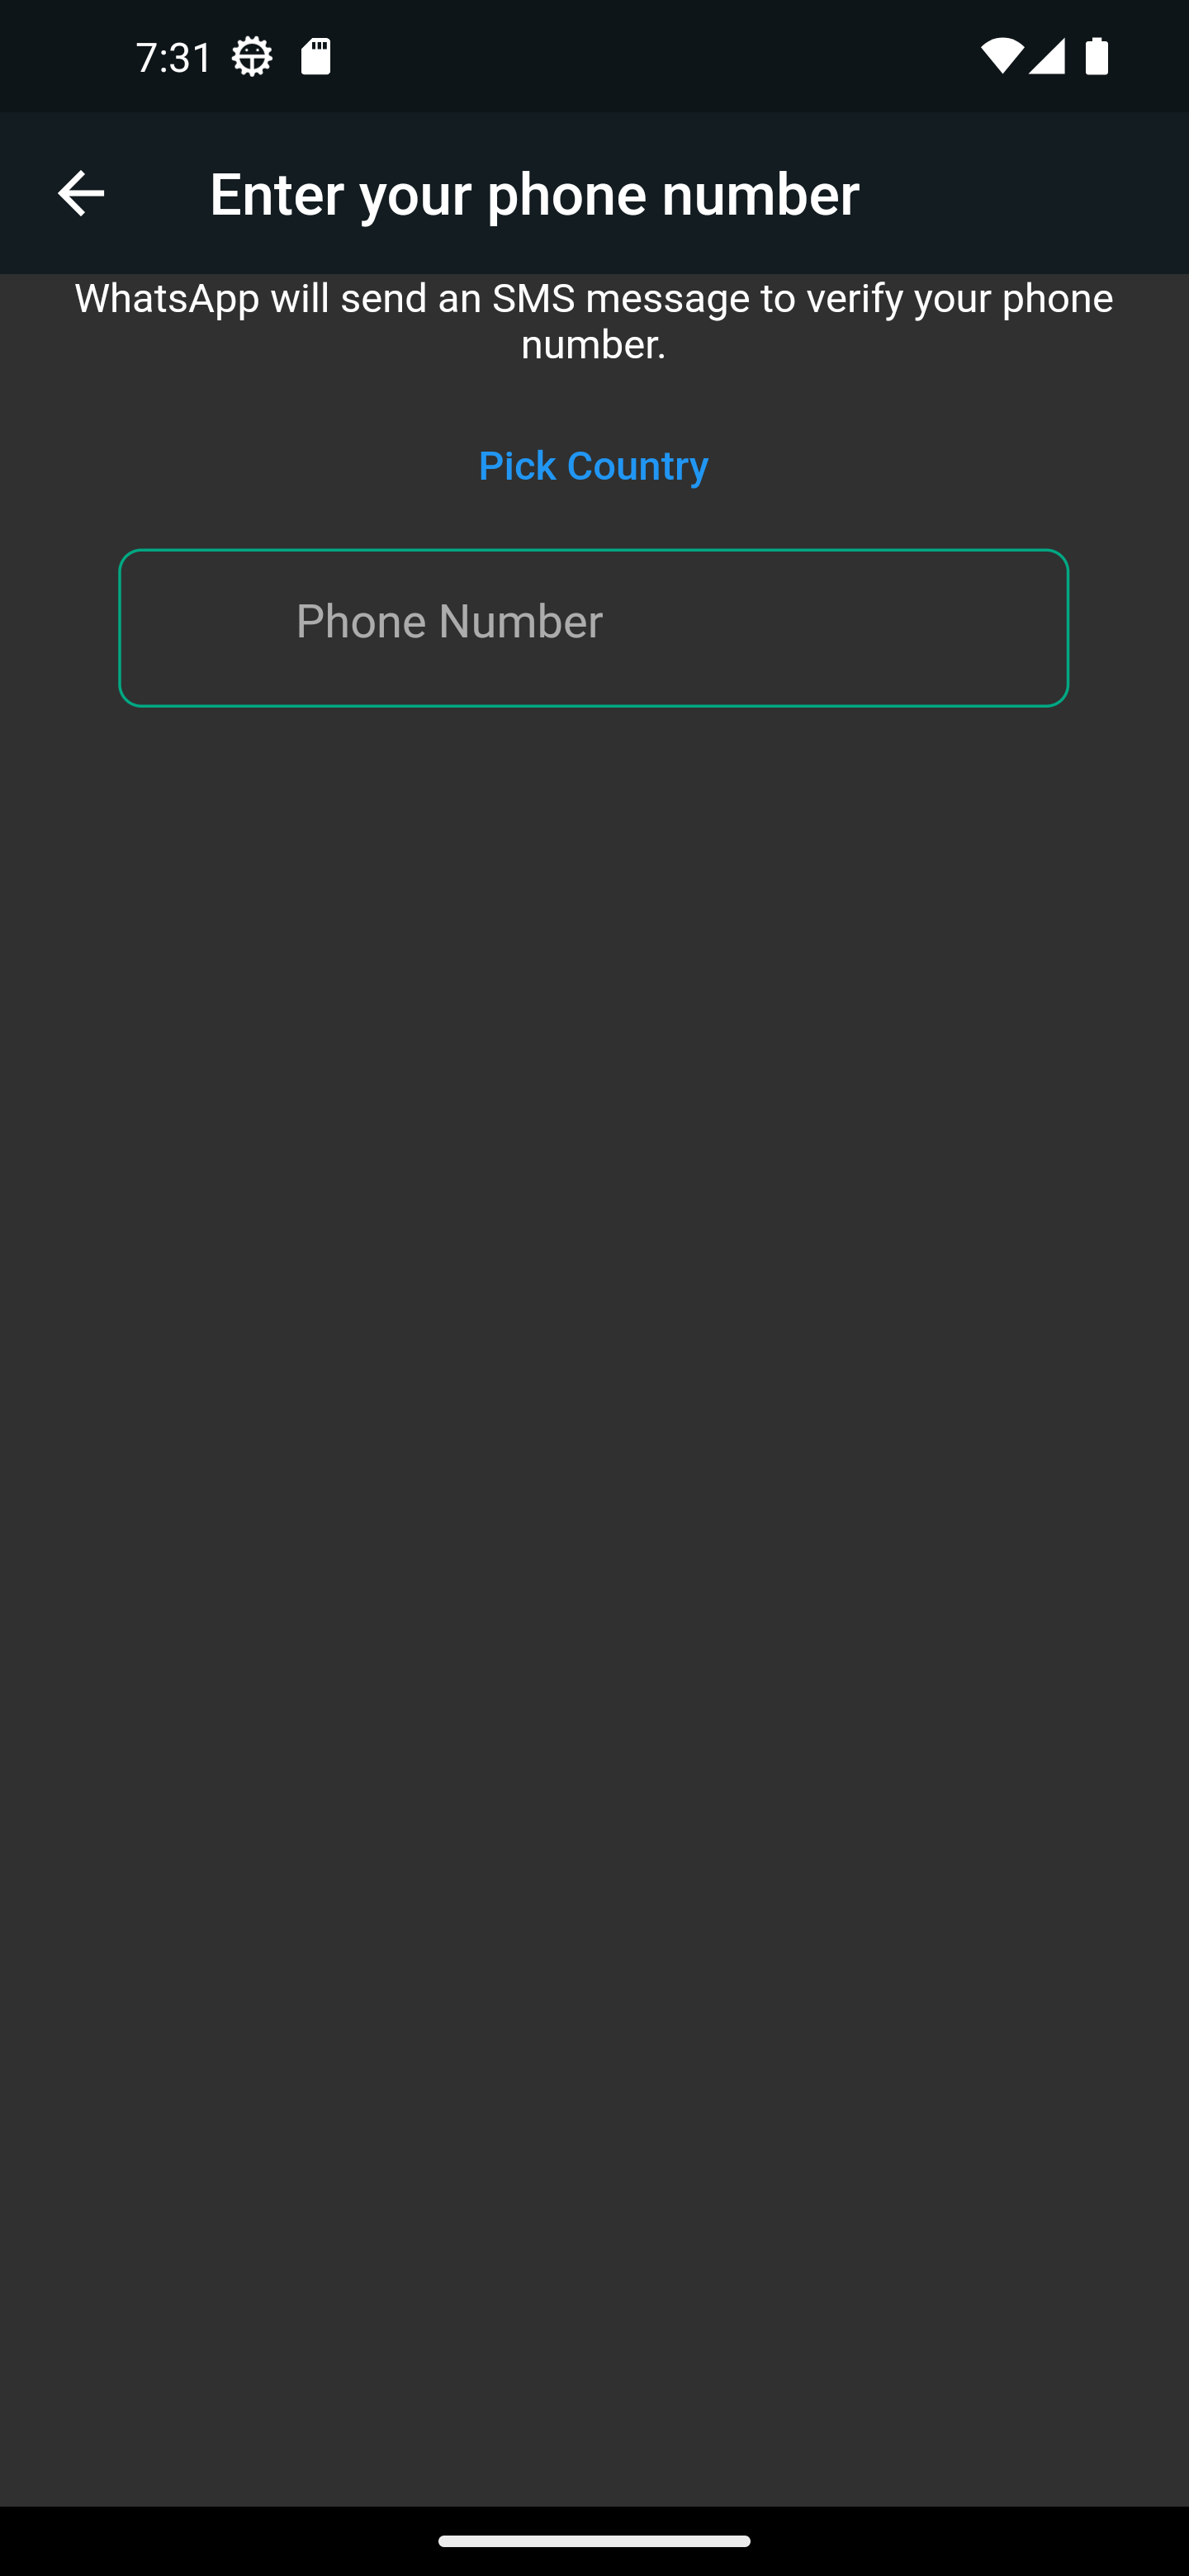 7:31
Enter your phone number
WhatsApp will send an SMS message to verify your phone
number.
Pick Country
Phone Number